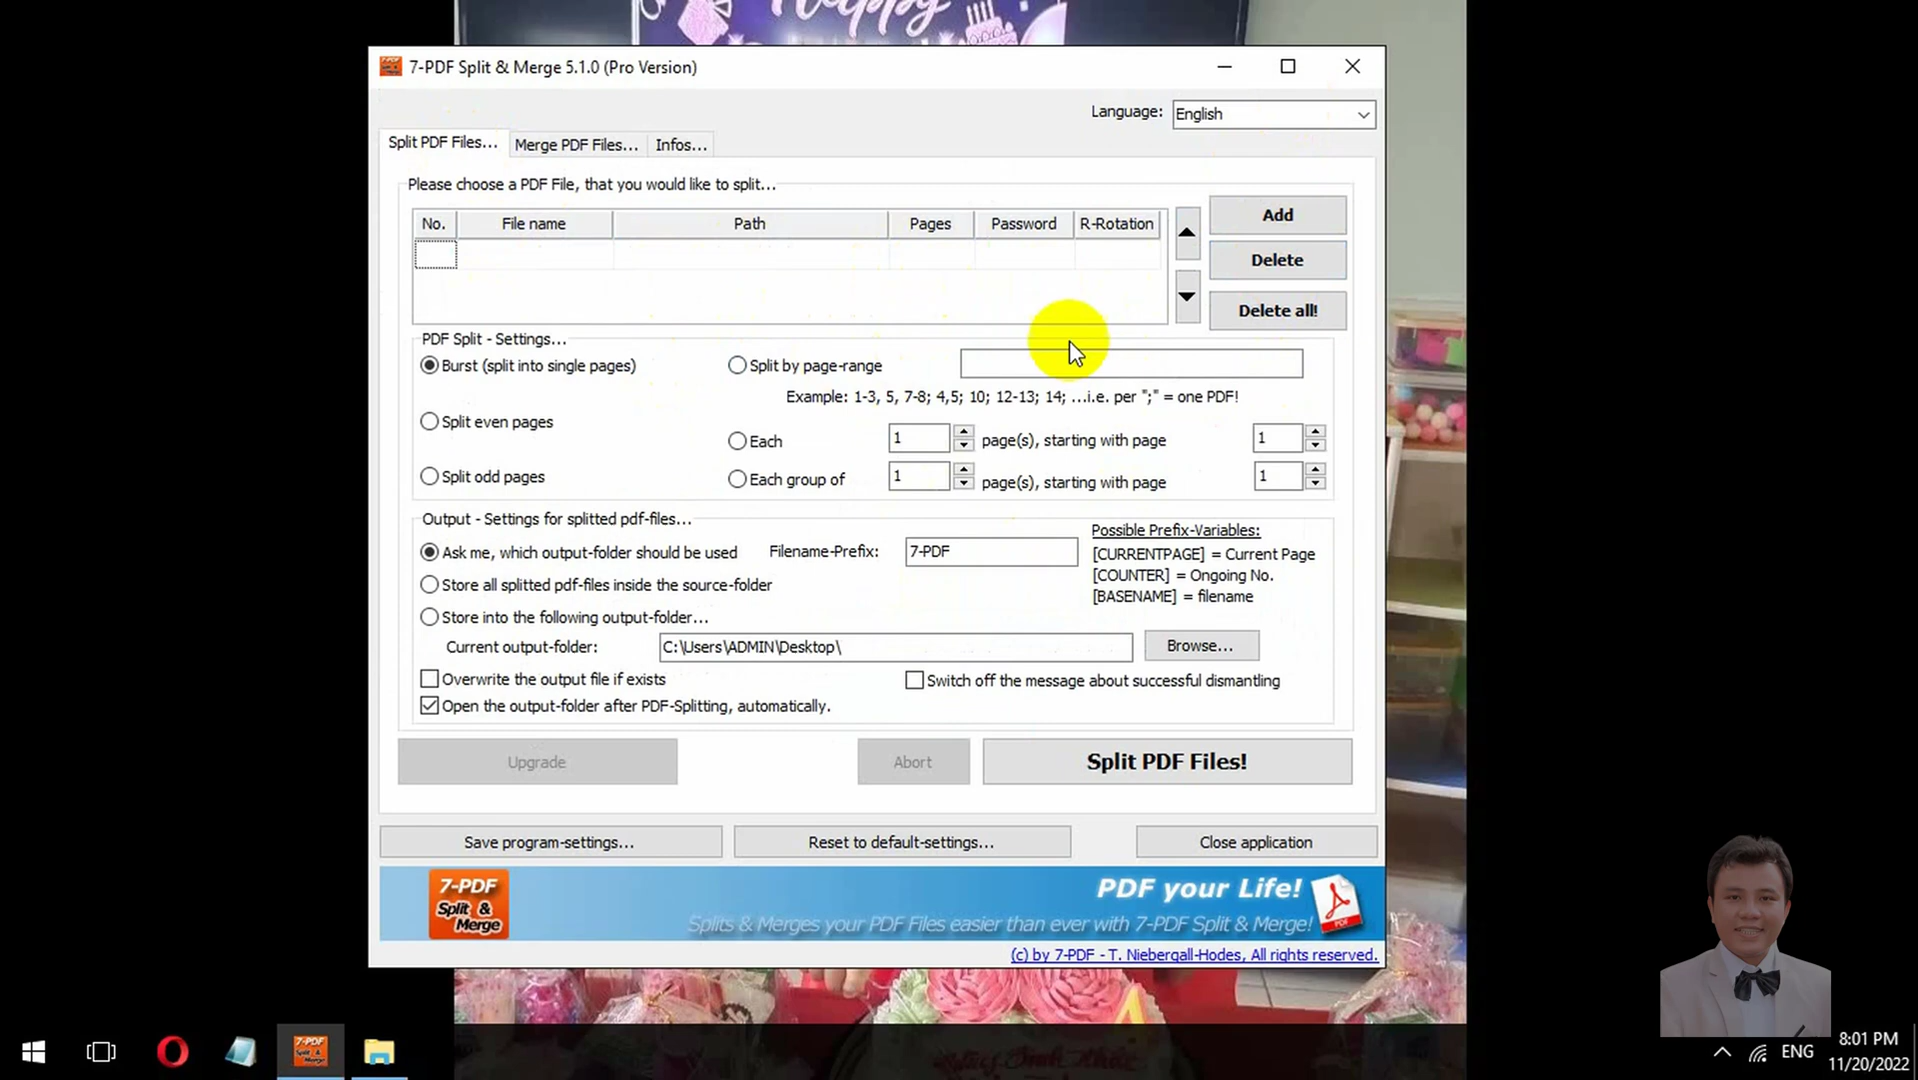 Happy
7-PDF Split & Merge 5.1.0 (Pro Version)
Language: English
Split PDF Files... Merge PDF Files... Infos...
Please choose a PDF File, that you would like to split...
No. File name Path Pages Password R-Rotation
Add
Delete
Delete all!
PDF Split - Settings...
Burst (split into single pages) Split by page-range
Example: 1-3, 5, 7-8; 4,5; 10; 12-13; 14; ...i.e. per ";" = one PDF!
Split even pages
Each 1 page(s), starting with page 1
Split odd pages Each group of 1 page(s), starting with page 1
Output - Settings for splitted pdf-files...
Possible Prefix-Variables:
Ask me, which output-folder should be used Filename-Prefix: 7-PDF
[CURRENTPAGE] = Current Page
[COUNTER] = Ongoing No.
[BASENAME] = filename
Store all splitted pdf-files inside the source-folder
Store into the following output-folder...
Current output-folder: C:\Users\ADMIN\Desktop\ Browse...
Overwrite the output file if exists Switch off the message about successful dismantling
Open the output-folder after PDF-Splitting, automatically.
Upgrade Abort Split PDF Files!
Save program-settings... Reset to default-settings... Close application
7-PDF
Split &
Merge
PDF your Life!
Splits & Merges your PDF Files easier than ever with 7-PDF Split & Merge!
PDF
(c) by 7-PDF - T. Niebergall-Hodes, All rights reserved.
7-PDF
Split &
Merge
ENG
8:01 PM
11/20/2022